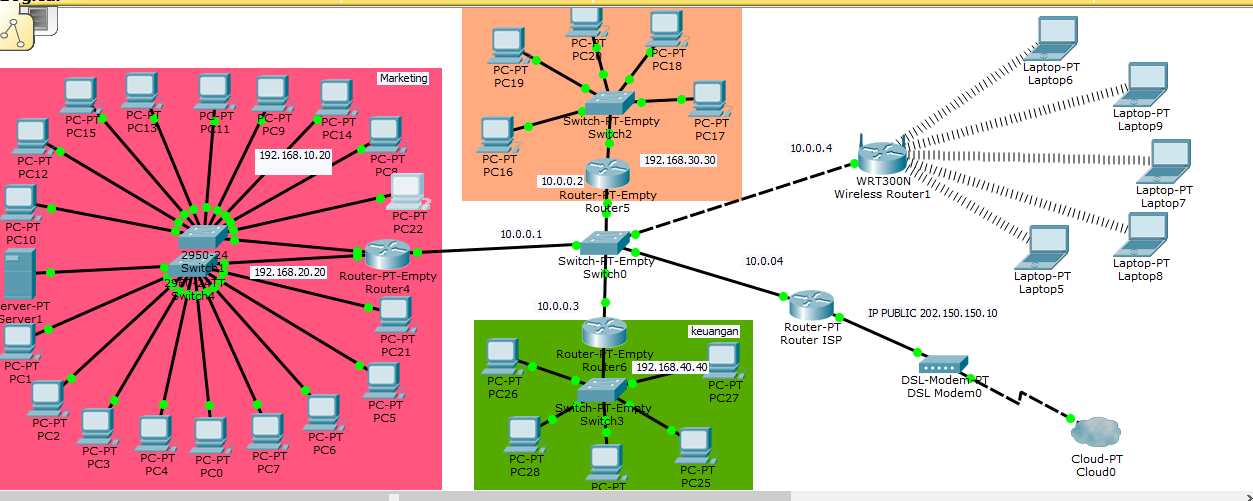 Marketing
PC-PT
PC15
PC-PT
PC13
PC-PT
PC11
PC-PT
PC9
PC-PT
PC14
PC-PT
PC12
192.168.10.20
PC-PT
PC8
PC-PT
PC10
PC-PT
PC22
2950-24
Switch1
Switch4
192.168.20.20
Router-PT-Empty
Router4
erver-PT
Server1
PC-PT
PC21
PC-PT
PC1
PC-PT
PC2
PC-PT
PC3
PC-PT
PC4
PC-PT
PC0
PC-PT
PC7
PC-PT
PC6
PC-PT
PC5
PC-PT
PC20
PC-PT
PC19
PC-PT
PC18
Switch-PT-Empty
Switch2
PC-PT
PC17
PC-PT
PC16
192.168.30.30
10.0.0.2
Router-PT-Empty
Router5
10.0.0.1
Switch-PT-Empty
Switch0
10.0.0.3
keuangan
Router-PT-Empty
Router6
192.168.40.40
PC-PT
PC26
PC-PT
PC27
Switch-PT-Empty
Switch3
PC-PT
PC28
PC-PT
PC-PT
PC25
10.0.0.4
WRT300N
Wireless Router1
Laptop-PT
Laptop6
Laptop-PT
Laptop9
Laptop-PT
Laptop7
Laptop-PT
Laptop8
Laptop-PT
Laptop5
10.0.04
Router-PT
Router ISP
IP PUBLIC 202.150.150.10
DSL-Modem-PT
DSL Modem0
Cloud-PT
Cloud0